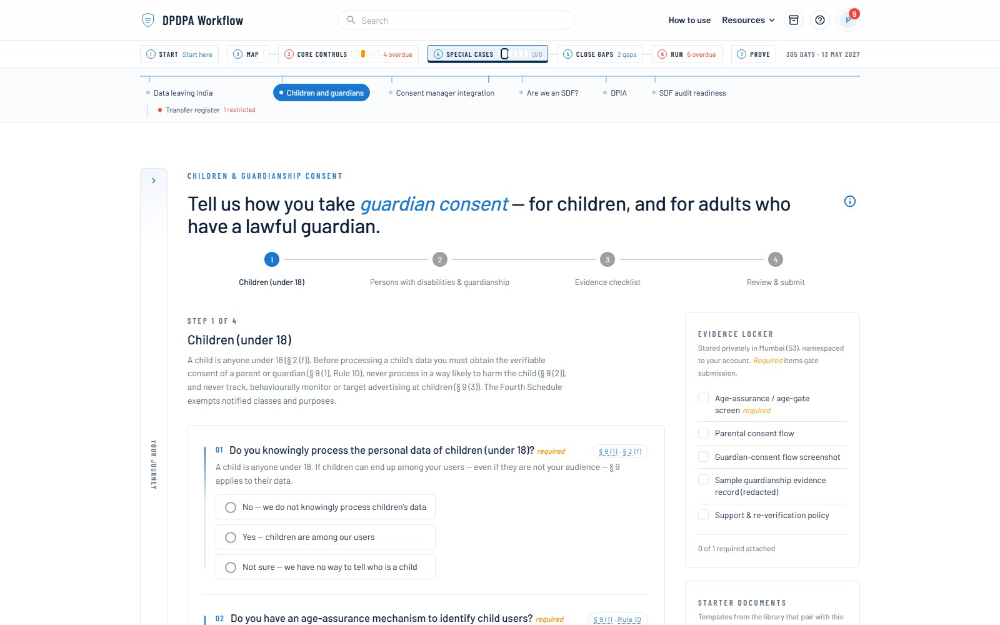 DPDPA Workflow
Search
How to use
Resources
P
9
1 START Start here
2 MAP
3 CORE CONTROLS 4 overdue
4 SPECIAL CASES 0/6
5 CLOSE GAPS 2 gaps
6 RUN 6 overdue
7 PROVE
305 DAYS · 13 MAY 2027
Data leaving India
Children and guardians
Consent manager integration
Are we an SDF?
DPIA
SDF audit readiness
Transfer register 1 restricted
YOUR JOURNEY
CHILDREN & GUARDIANSHIP CONSENT
Tell us how you take guardian consent — for children, and for adults who
have a lawful guardian.
1
2
3
4
Children (under 18)
Persons with disabilities & guardianship
Evidence checklist
Review & submit
STEP 1 OF 4
Children (under 18)
A child is anyone under 18 (§ 2 (f)). Before processing a child's data you must obtain the verifiable
consent of a parent or guardian (§ 9 (1), Rule 10), never process in a way likely to harm the child (§ 9 (2)),
and never track, behaviourally monitor or target advertising at children (§ 9 (3)). The Fourth Schedule
exempts notified classes and purposes.
01 Do you knowingly process the personal data of children (under 18)? required
§ 9 (1) · § 2 (f)
A child is anyone under 18. If children can end up among your users — even if they are not your audience — § 9
applies to their data.
No — we do not knowingly process children's data
Yes — children are among our users
Not sure — we have no way to tell who is a child
02 Do you have an age-assurance mechanism to identify child users? required
§ 9 (1) · Rule 10
EVIDENCE LOCKER
Stored privately in Mumbai (S3), namespaced
to your account. Required items gate
submission.
Age-assurance / age-gate
screen required
Parental consent flow
Guardian-consent flow screenshot
Sample guardianship evidence
record (redacted)
Support & re-verification policy
0 of 1 required attached
STARTER DOCUMENTS
Templates from the library that pair with this